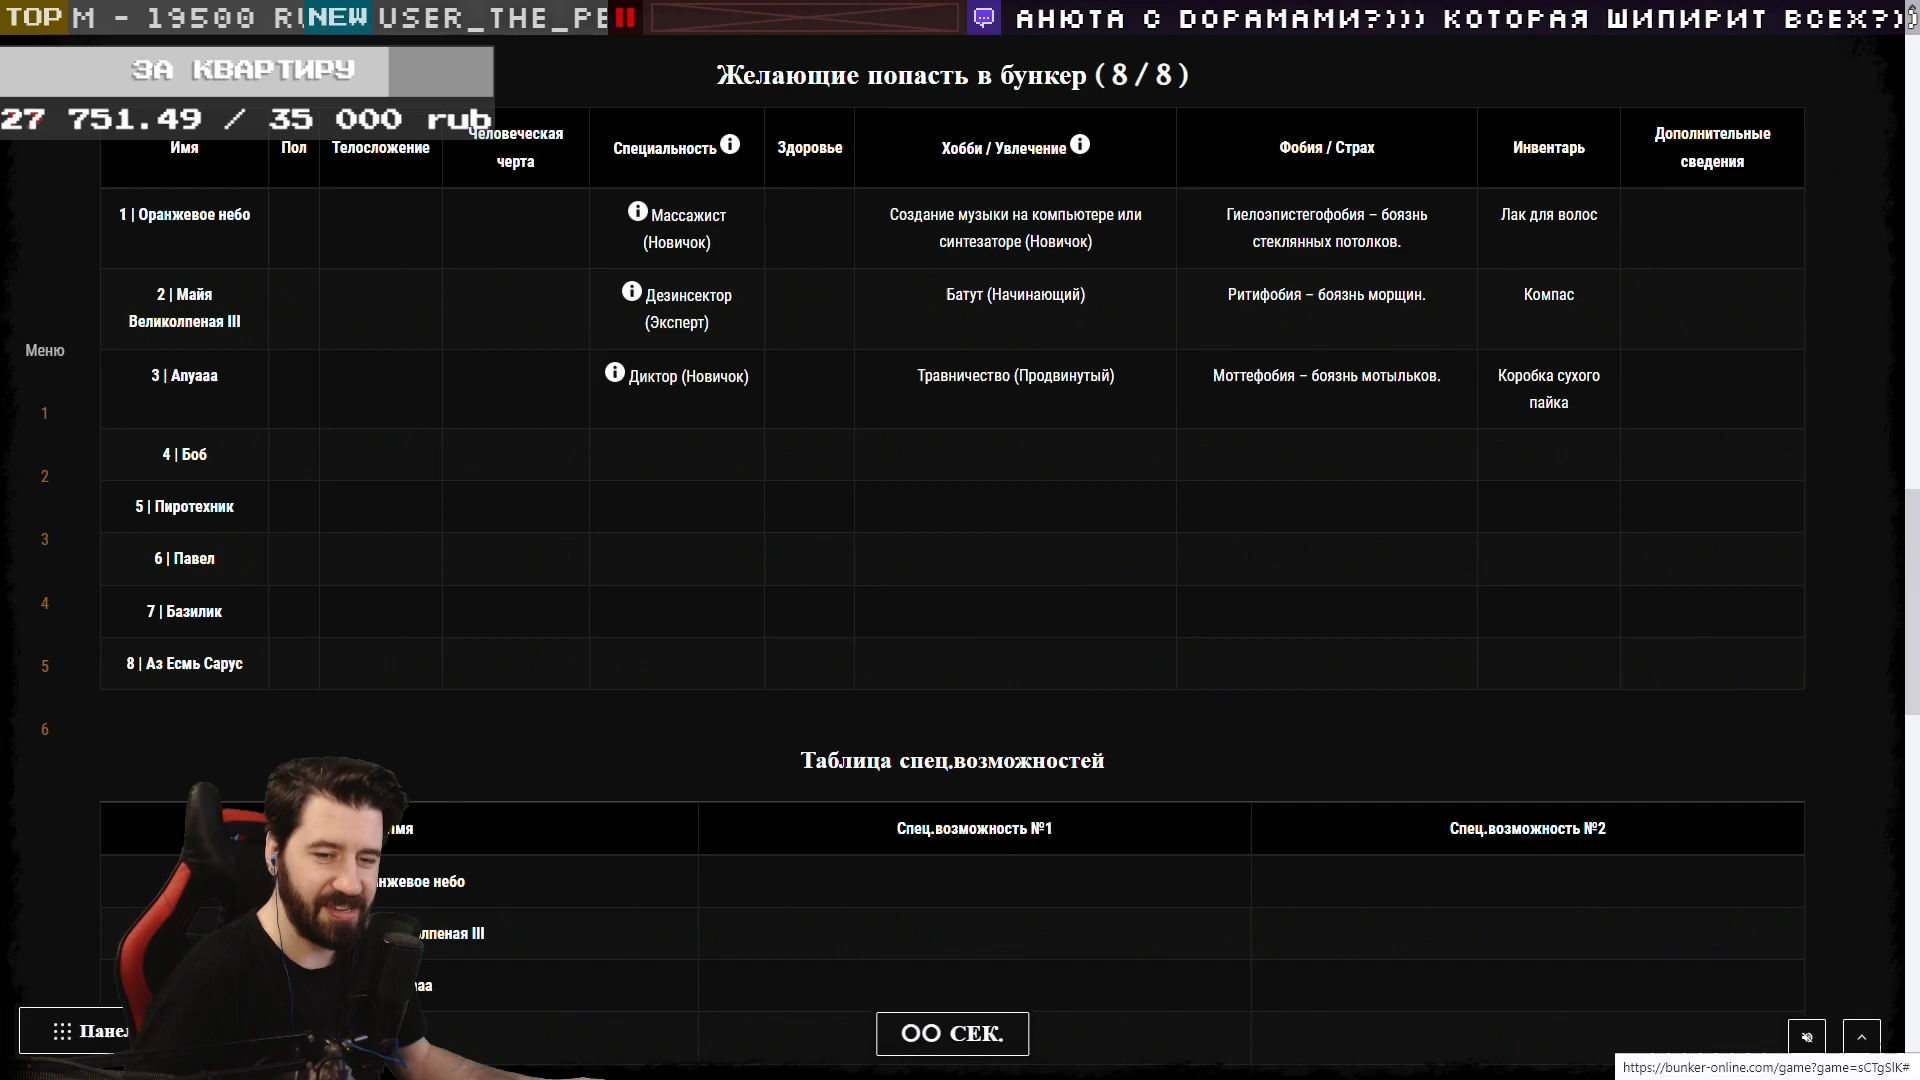 TOP M - 19500 R NEW USER_THE_PE
АНЮТА С DОРАМАМИ?))) КОТОРАЯ ШИПИРИТ ВСЕХ?))
ЗА КВАРТИРУ
27 751.49 / 35 000 rub
Желающие попасть в бункер (8/8)
Имя
Пол
Телосложение
Человеческая
черта
Специальность
Здоровье
Хобби / Увлечение
Фобия / Страх
Инвентарь
Дополнительные
сведения
1 | Оранжевое небо
Массажист
(Новичок)
Создание музыки на компьютере или
синтезаторе (Новичок)
Гиелоэпистегофобия – боязнь
стеклянных потолков.
Лак для волос
2 | Майя
Великолпеная III
Дезинсектор
(Эксперт)
Батут (Начинающий)
Ритифобия – боязнь морщин.
Компас
3 | Anyaaa
Диктор (Новичок)
Травничество (Продвинутый)
Моттефобия – боязнь мотыльков.
Коробка сухого
пайка
4 | Боб
5 | Пиротехник
6 | Павел
7 | Базилик
8 | Аз Есмь Сарус
Меню
1
2
3
4
5
6
Таблица спец.возможностей
имя
Спец.возможность №1
Спец.возможность №2
нжевое небо
лпеная III
аа
Панел
00 СЕК.
https://bunker-online.com/game?game=sCTgSlK#